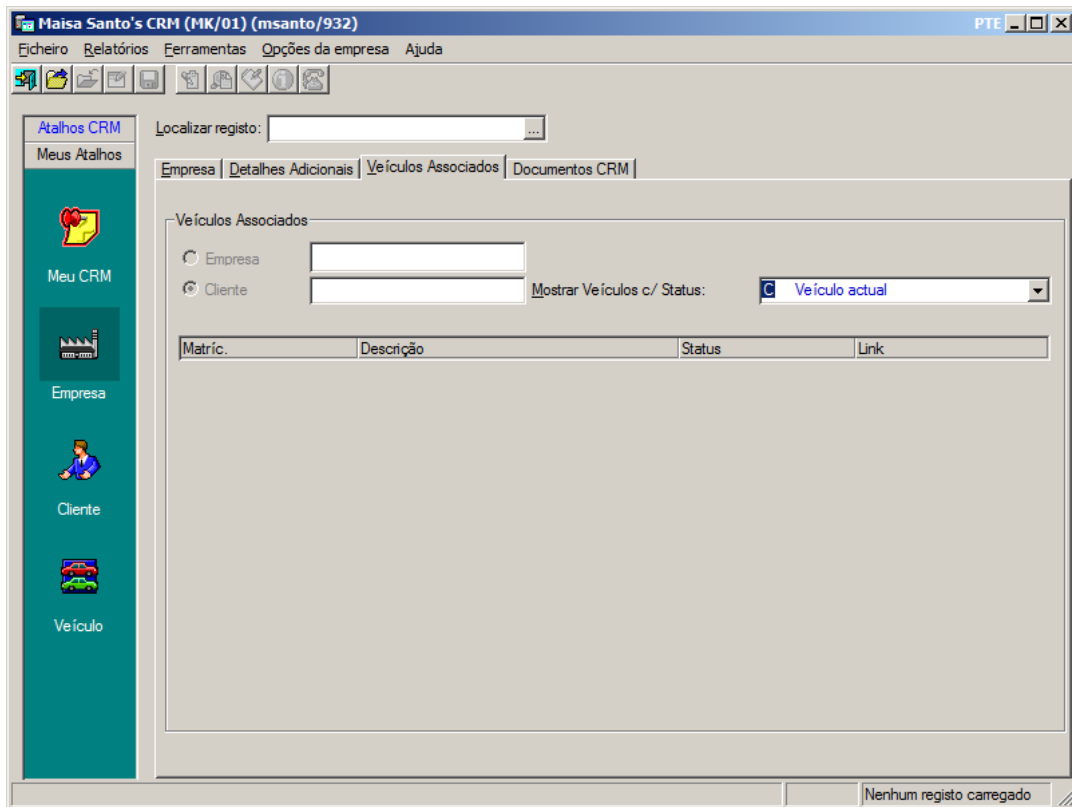 Maisa Santo's CRM (MK/01) (msanto/932) PTE
Ficheiro Relatórios Ferramentas Opções da empresa Ajuda
Atalhos CRM
Meus Atalhos
Localizar registo: ...
Empresa Detalhes Adicionais Veículos Associados Documentos CRM
Veículos Associados
Empresa
Cliente Mostrar Veículos c/ Status: C Veículo actual
Matríc. Descrição Status Link
Meu CRM
Empresa
Cliente
Veículo
Nenhum registo carregado